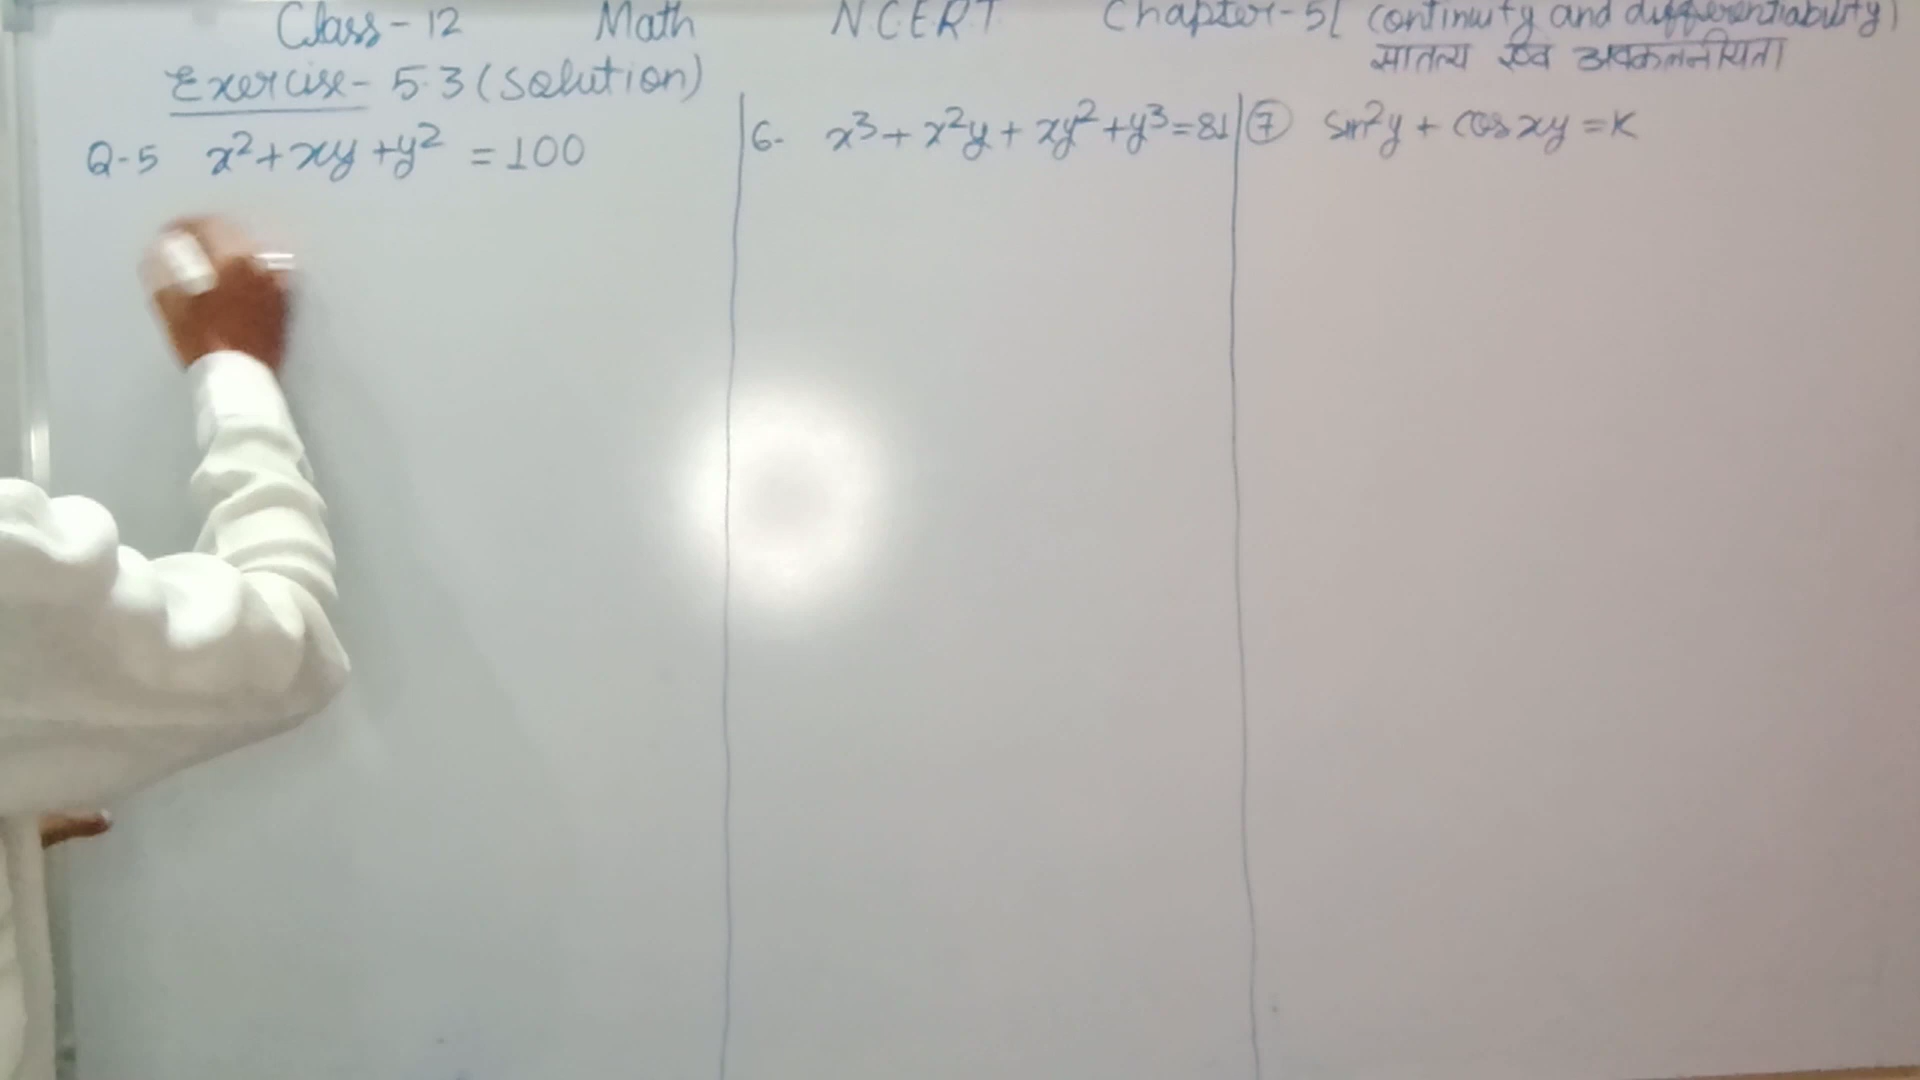 Class - 12 Math NCERT Chapter - 5[ Continuity and differentiability)
सातत्य एवं अवकलनीयता
Exercise - 5.3 (Solution)
Q-5 x²+xy+y² =100
6- x³+x²y+xy²+y³=81
⑦ Sin²y + Cos xy = K